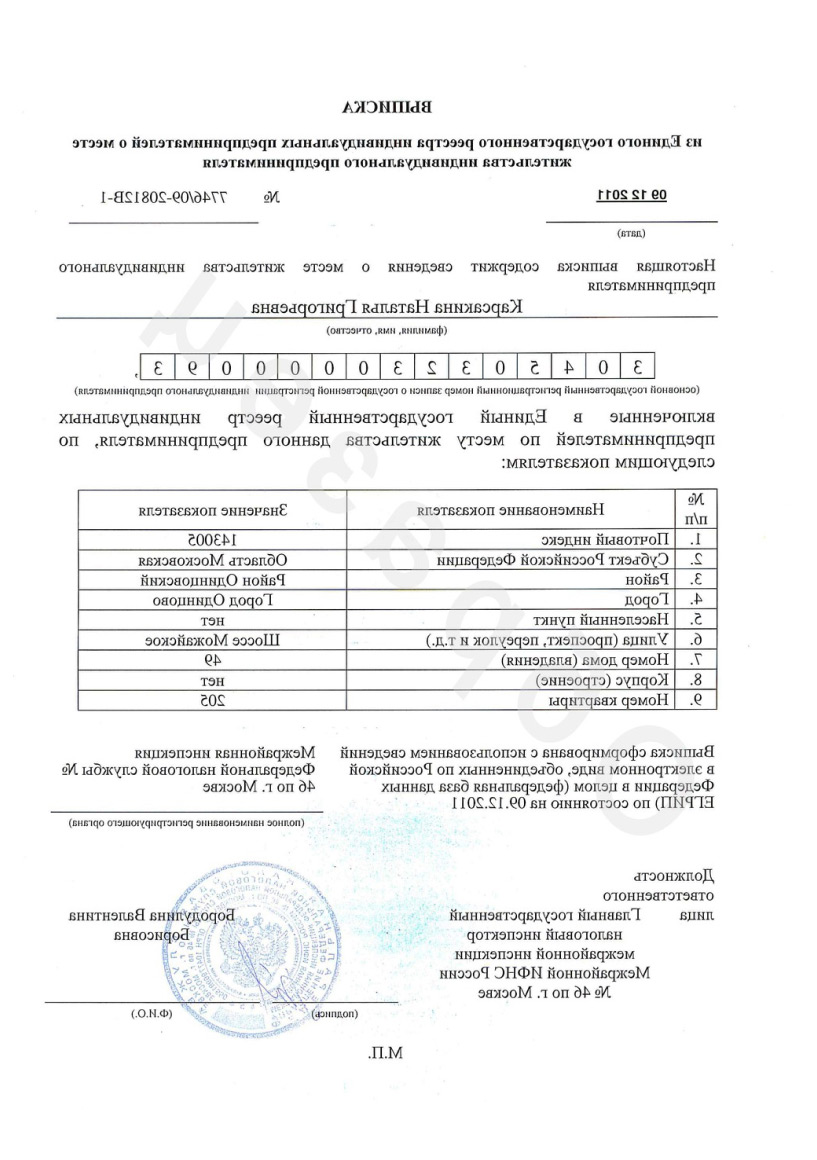 ВЫПИСКА
из Единого государственного реестра индивидуальных предпринимателей о месте
жительства индивидуального предпринимателя
09 12 2011 № 7746/09-20812В-1
(дата)
Настоящая выписка содержит сведения о месте жительства индивидуального
предпринимателя
Карсакина Наталья Григорьевна
(фамилия, имя, отчество)
3 0 4 5 0 3 2 3 0 0 0 0 0 9 3 ,
(основной государственный регистрационный номер записи о государственной регистрации индивидуального предпринимателя)
включенные в Единый государственный реестр индивидуальных
предпринимателей по месту жительства данного предпринимателя, по
следующим показателям:
№ п/п Наименование показателя Значение показателя
1. Почтовый индекс 143005
2. Субъект Российской Федерации Область Московская
3. Район Район Одинцовский
4. Город Город Одинцово
5. Населенный пункт нет
6. Улица (проспект, переулок и т.д.) Шоссе Можайское
7. Номер дома (владения) 49
8. Корпус (строение) нет
9. Номер квартиры 205
Образец
Выписка сформирована с использованием сведений
в электронном виде, объединенных по Российской
Федерации в целом (федеральная база данных
ЕГРИП) по состоянию на 09.12.2011
Межрайонная инспекция
Федеральной налоговой службы №
46 по г. Москве
(полное наименование регистрирующего органа)
Должность
ответственного
лица Главный государственный
налоговый инспектор
межрайонной инспекции
Межрайонной ИФНС России
№ 46 по г. Москве
Бородулина Валентина
Борисовна
(подпись) (Ф.И.О.)
М.П.